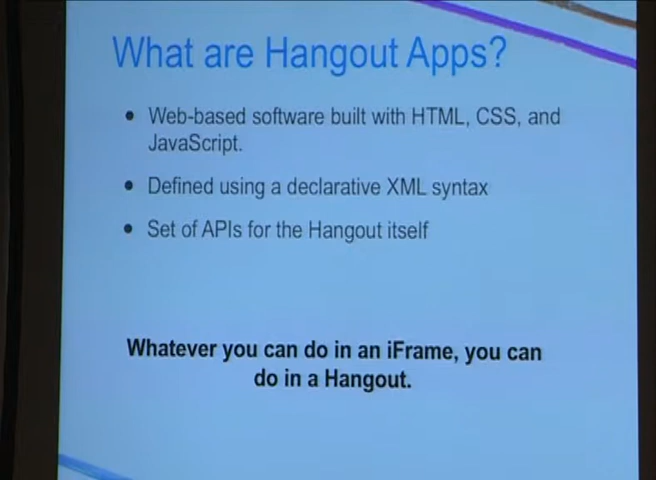 What are Hangout Apps?
• Web-based software built with HTML, CSS, and
JavaScript.
• Defined using a declarative XML syntax
• Set of APIs for the Hangout itself
Whatever you can do in an iFrame, you can
do in a Hangout.